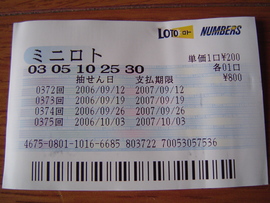 LOTO ロト NUMBERS
ミニロト 単価1口¥200
03 05 10 25 30 各01口
抽せん日 支払期限 ¥800
0372回 2006/09/12 2007/09/12
0373回 2006/09/19 2007/09/19
0374回 2006/09/26 2007/09/26
0375回 2006/10/03 2007/10/03
4675-0801-1016-6685 803722 70053057536